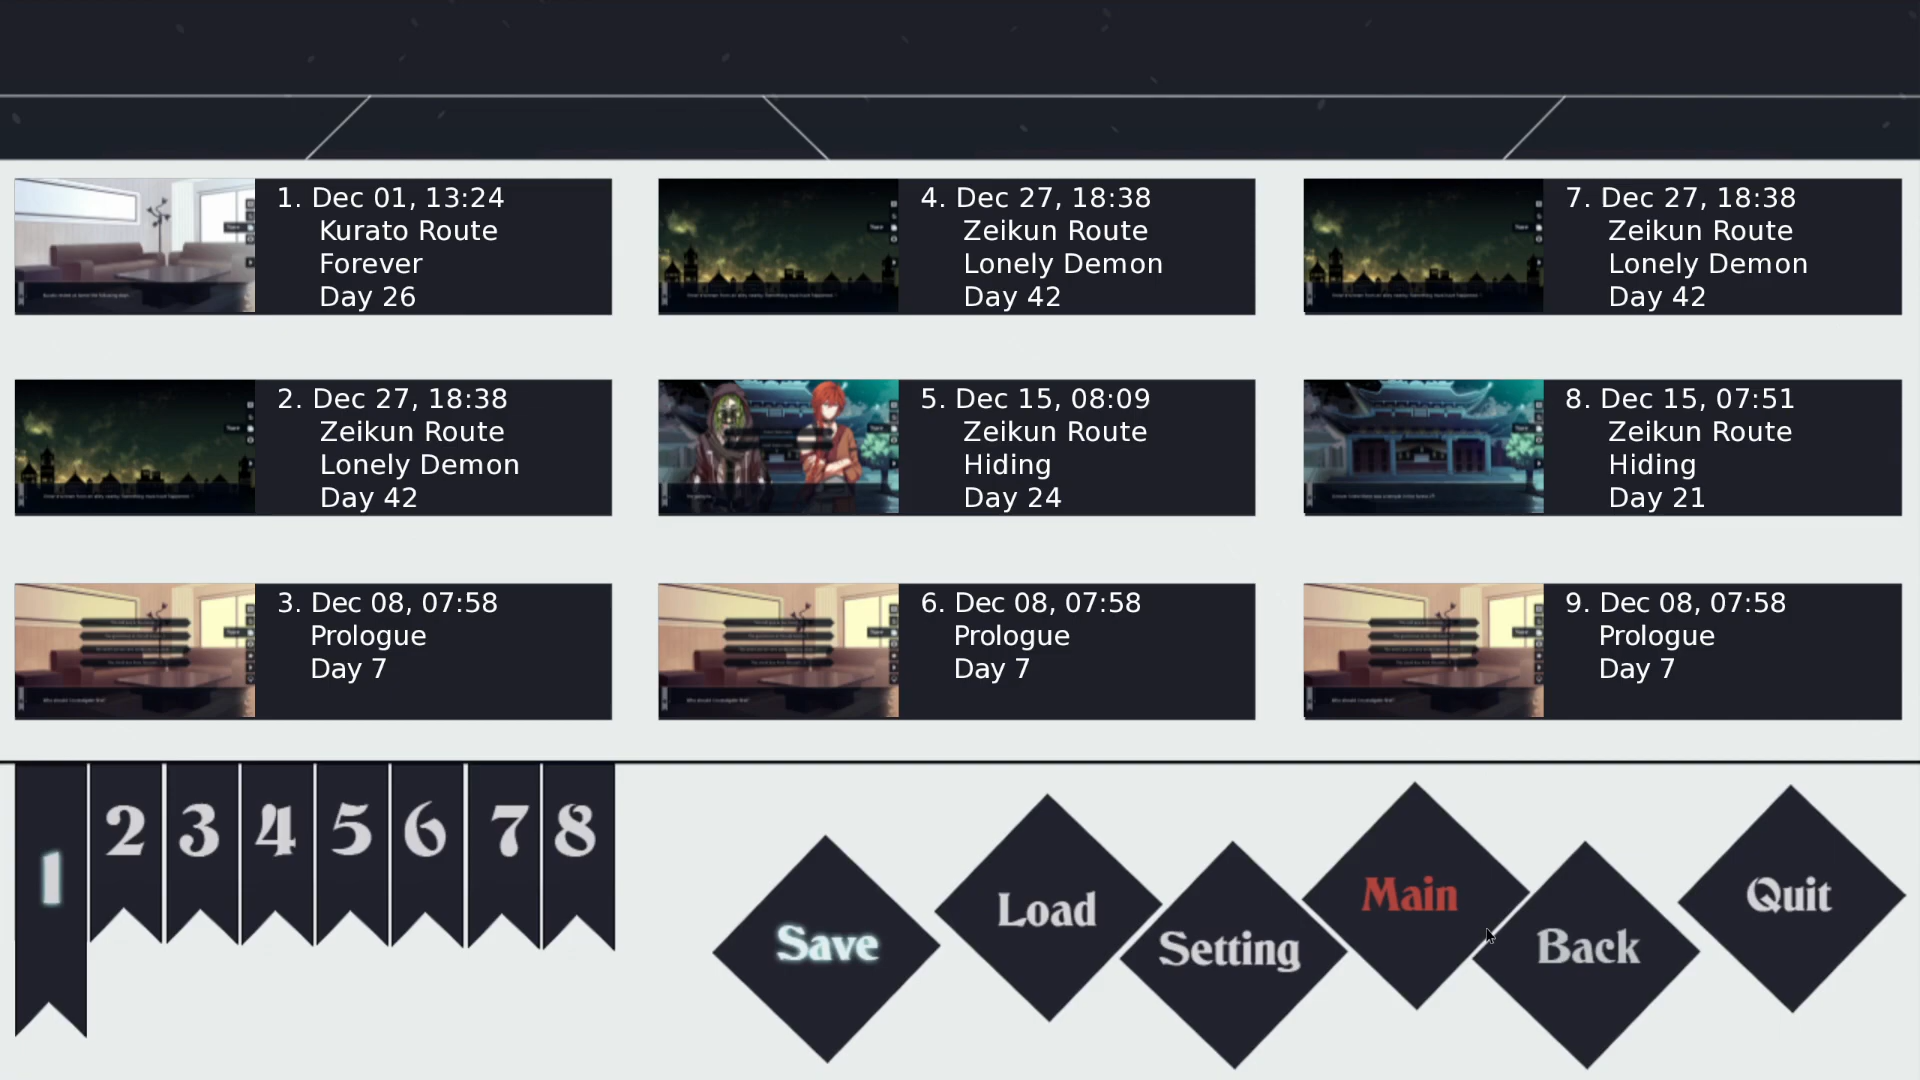 1. Dec 01, 13:24
Kurato Route
Forever
Day 26
4. Dec 27, 18:38
Zeikun Route
Lonely Demon
Day 42
7. Dec 27, 18:38
Zeikun Route
Lonely Demon
Day 42
2. Dec 27, 18:38
Zeikun Route
Lonely Demon
Day 42
5. Dec 15, 08:09
Zeikun Route
Hiding
Day 24
8. Dec 15, 07:51
Zeikun Route
Hiding
Day 21
3. Dec 08, 07:58
Prologue
Day 7
6. Dec 08, 07:58
Prologue
Day 7
9. Dec 08, 07:58
Prologue
Day 7
1 2 3 4 5 6 7 8
Save
Load
Setting
Main
Back
Quit